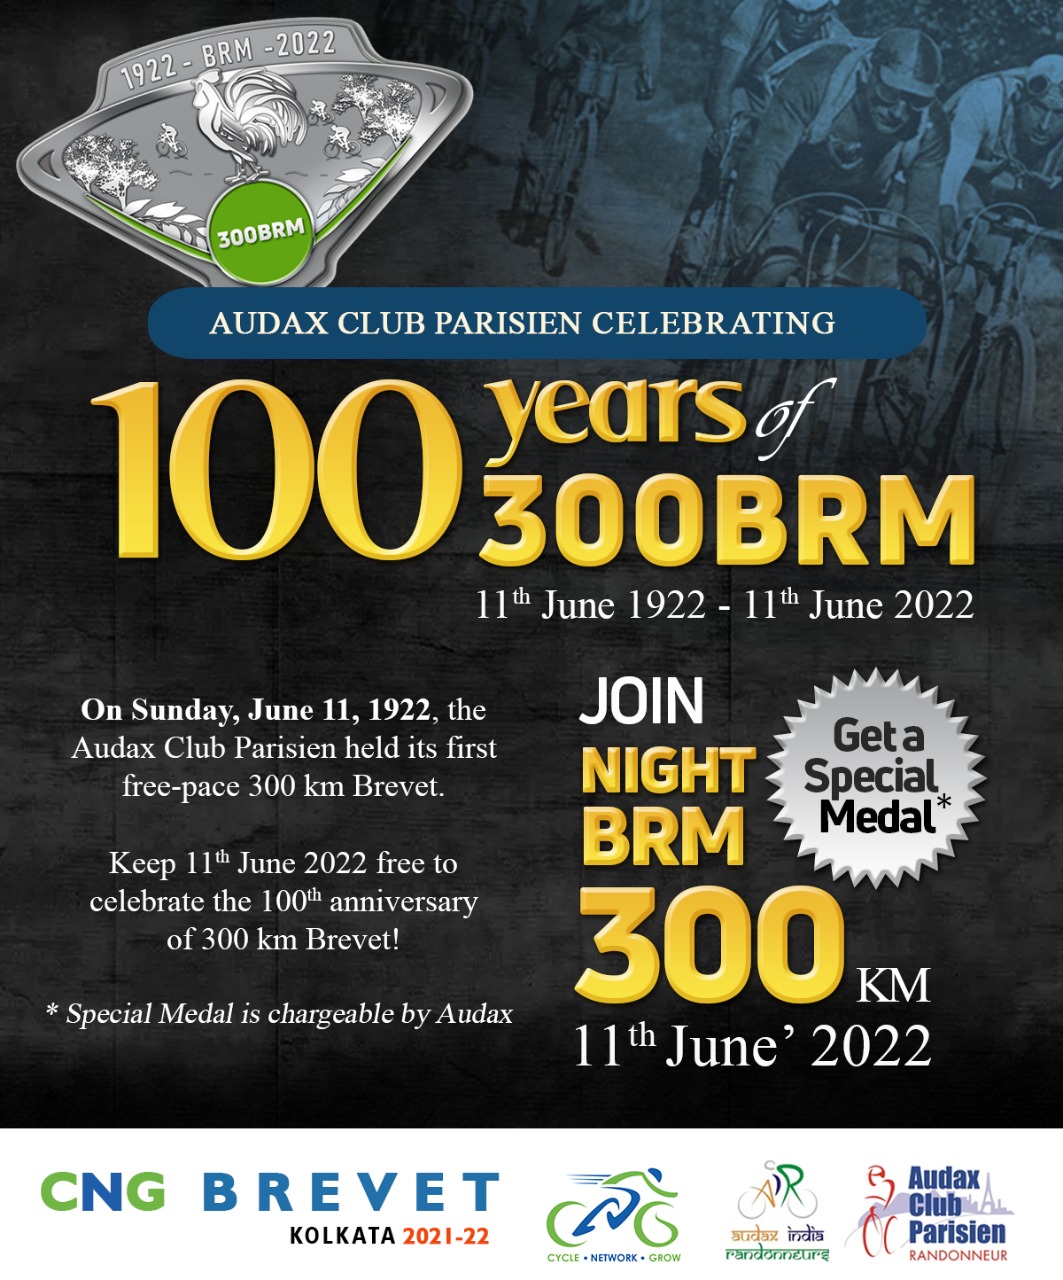 1922 - BRM - 2022
300BRM
AUDAX CLUB PARISIEN CELEBRATING
100 years of
300BRM
11th June 1922 - 11th June 2022
On Sunday, June 11, 1922, the
Audax Club Parisien held its first
free-pace 300 km Brevet.
Keep 11th June 2022 free to
celebrate the 100th anniversary
of 300 km Brevet!
* Special Medal is chargeable by Audax
JOIN
NIGHT
BRM
300 KM
11th June’ 2022
Get a
Special
Medal*
CNG BREVET
KOLKATA 2021-22
CNG
CYCLE • NETWORK • GROW
AIR
audax india
randonneurs
Audax
Club
Parisien
RANDONNEUR